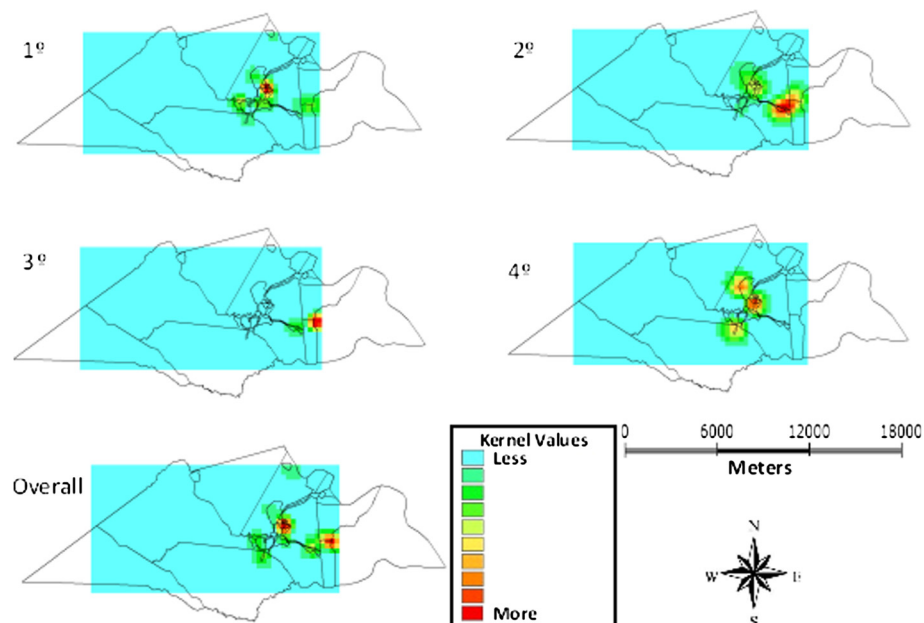 1º
2º
3º
4º
Overall
Kernel Values
Less
More
0 6000 12000 18000
Meters
N
W E
S